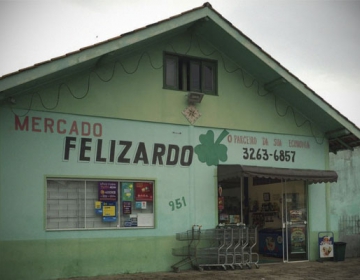 MERCADO
FELIZARDO
O PARCEIRO DA SUA ECONOMIA
3263-6857
951